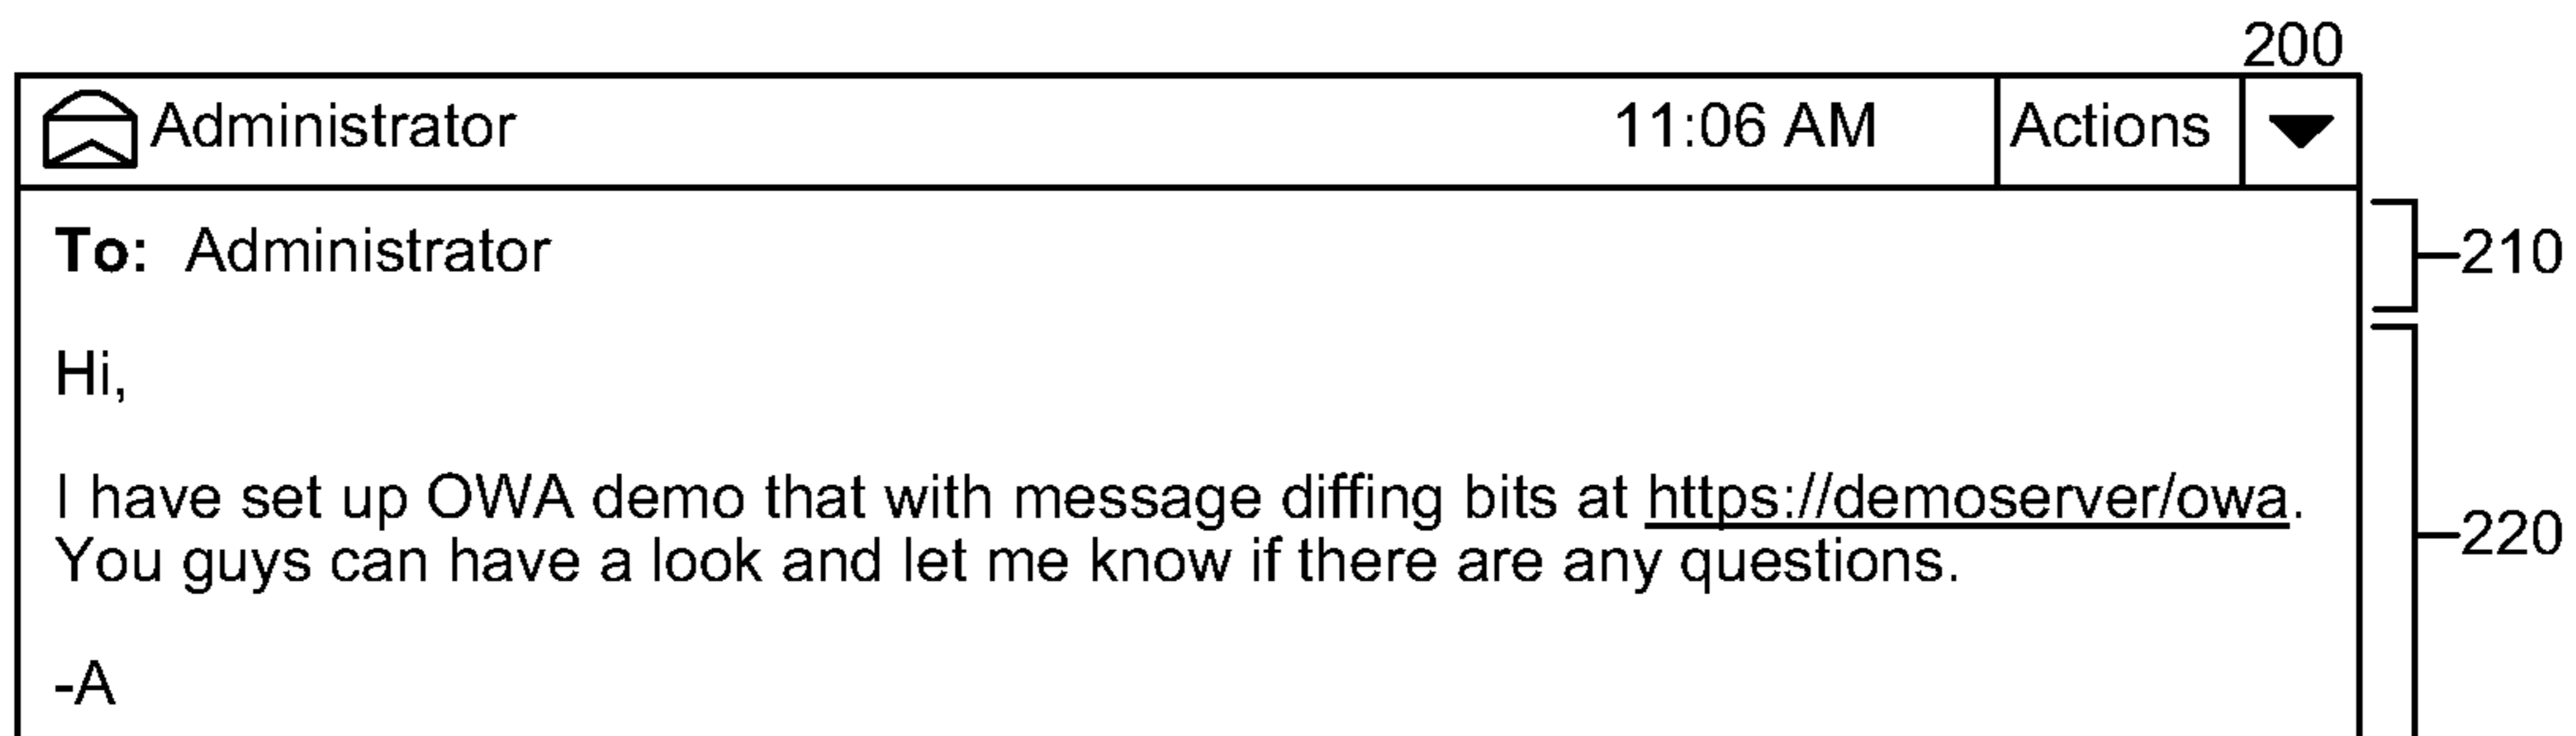 200
Administrator 11:06 AM Actions
To: Administrator
210
Hi,
I have set up OWA demo that with message diffing bits at https://demoserver/owa.
220
You guys can have a look and let me know if there are any questions.
-A